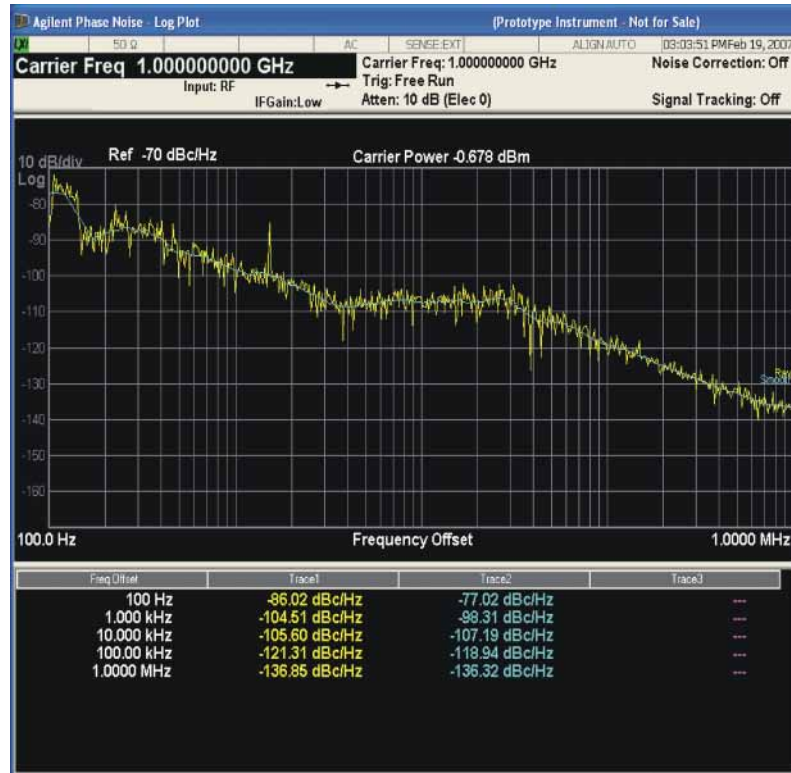 Agilent Phase Noise - Log Plot (Prototype Instrument - Not for Sale)
LXI 50 Ω AC SENSE:EXT ALIGN AUTO 03:03:51 PM Feb 19, 2007
Carrier Freq 1.000000000 GHz
Input: RF
IFGain:Low
Carrier Freq: 1.000000000 GHz
Trig: Free Run
Atten: 10 dB (Elec 0)
Noise Correction: Off
Signal Tracking: Off
10 dB/div Ref -70 dBc/Hz Carrier Power -0.678 dBm
Log
-80
-90
-100
-110
-120
-130
-140
-150
-160
100.0 Hz Frequency Offset 1.0000 MHz
Freq Offset Trace1 Trace2 Trace3
100 Hz -86.02 dBc/Hz -77.02 dBc/Hz ---
1.000 kHz -104.51 dBc/Hz -98.31 dBc/Hz ---
10.000 kHz -105.60 dBc/Hz -107.19 dBc/Hz ---
100.00 kHz -121.31 dBc/Hz -118.94 dBc/Hz ---
1.0000 MHz -136.85 dBc/Hz -136.32 dBc/Hz ---